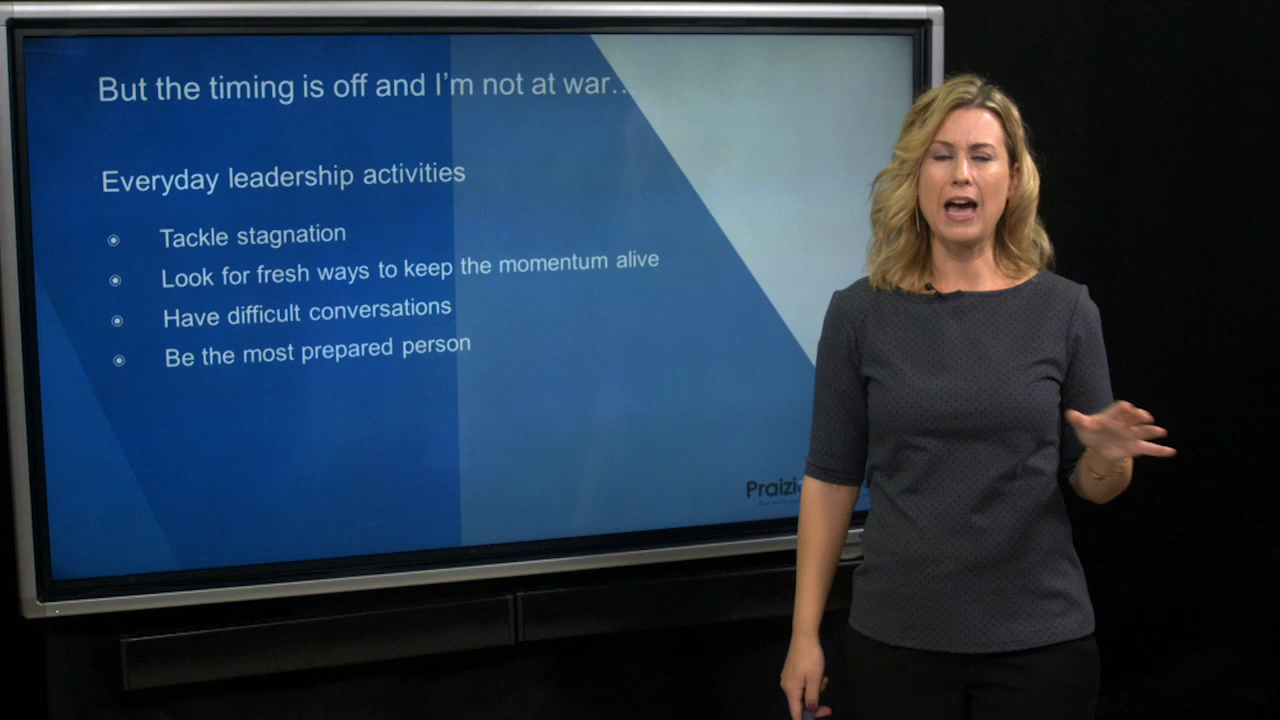 But the timing is off and I'm not at war…
Everyday leadership activities
Tackle stagnation
Look for fresh ways to keep the momentum alive
Have difficult conversations
Be the most prepared person